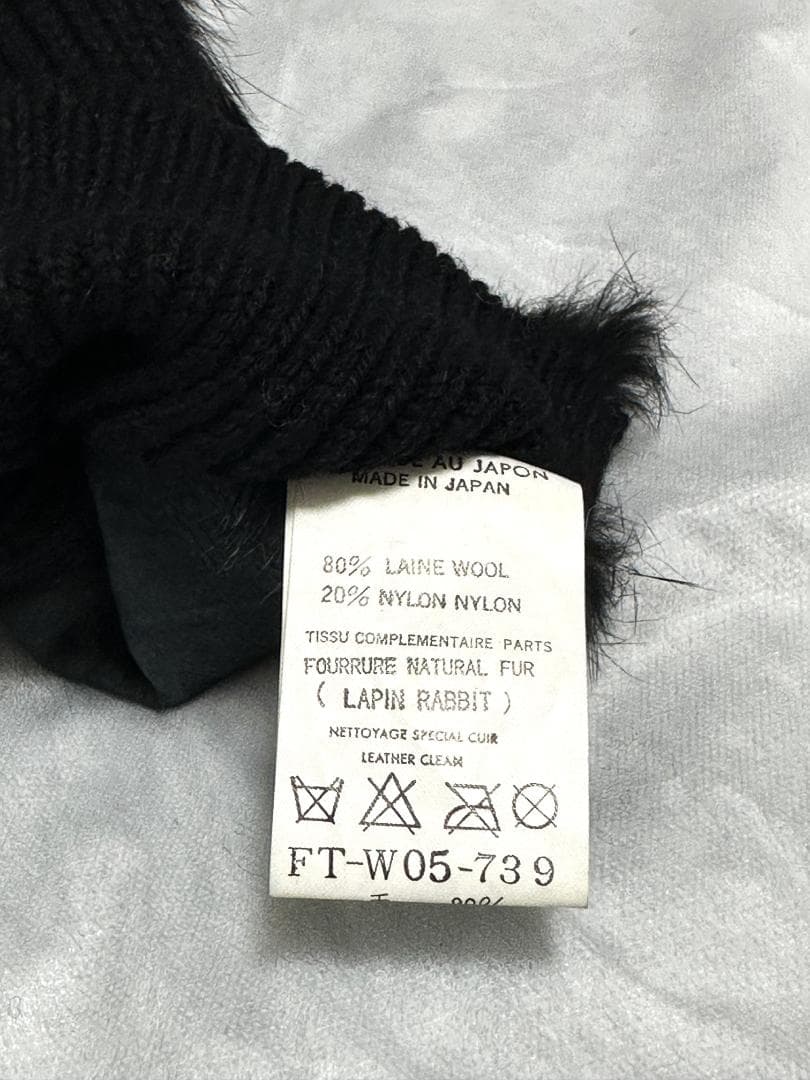 AU JAPON
MADE IN JAPAN
80% LAINE WOOL
20% NYLON NYLON
TISSU COMPLEMENTAIRE PARTS
FOURRURE NATURAL FUR
( LAPIN RABBIT )
NETTOYAGE SPECIAL CUIR
LEATHER CLEAN
FT-W05-739